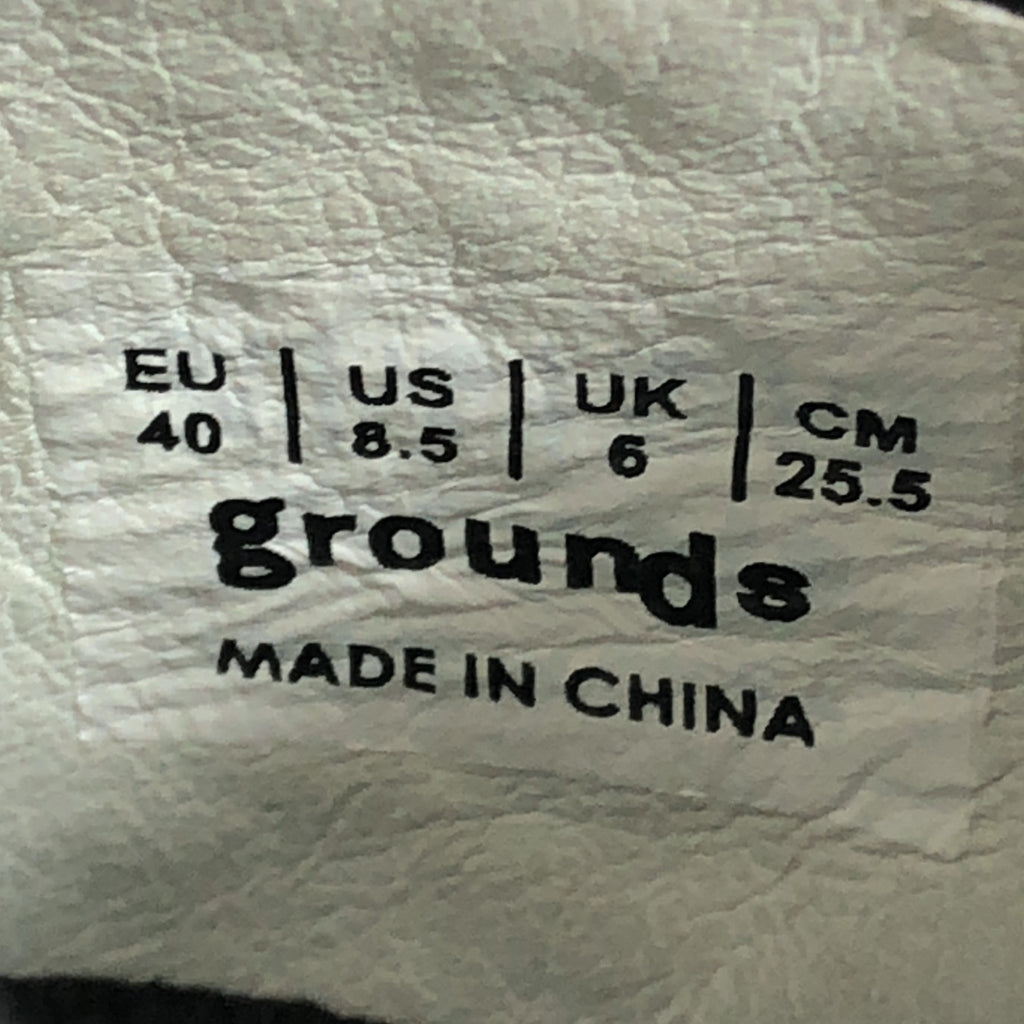 EU | US | UK | CM
40 | 8.5 | 6 | 25.5
grounds
MADE IN CHINA